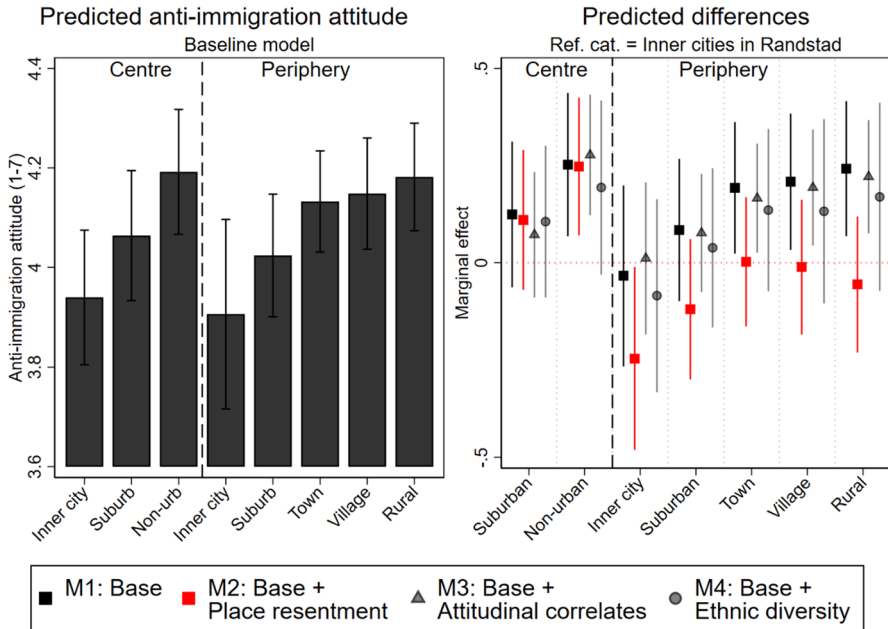 Predicted anti-immigration attitude
Baseline model
Centre
Periphery
Anti-immigration attitude (1-7)
4.4
4.2
4
3.8
3.6
Inner city
Suburb
Non-urb
Inner city
Suburb
Town
Village
Rural
Predicted differences
Ref. cat. = Inner cities in Randstad
Centre
Periphery
Marginal effect
.5
0
-.5
Suburban
Non-urban
Inner city
Suburban
Town
Village
Rural
M1: Base
M2: Base +
Place resentment
M3: Base +
Attitudinal correlates
M4: Base +
Ethnic diversity